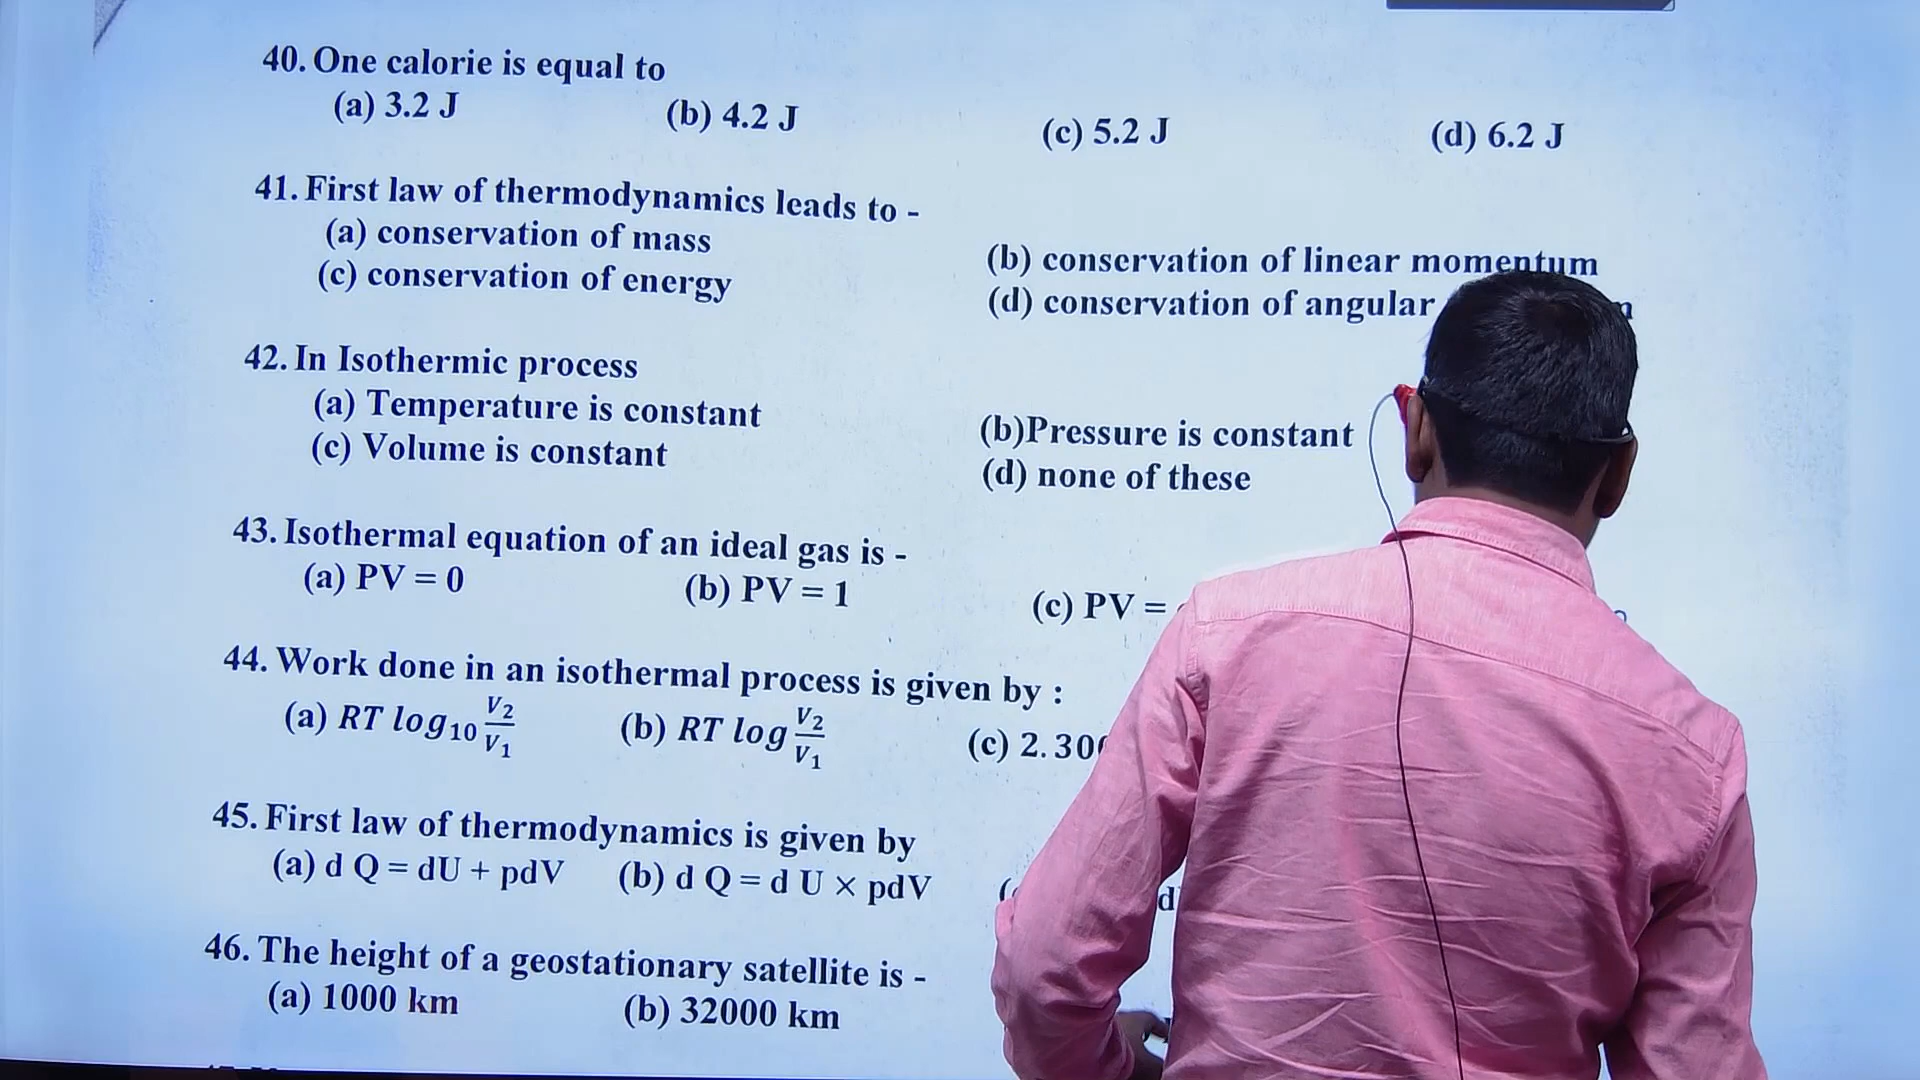 40. One calorie is equal to
(a) 3.2 J (b) 4.2 J (c) 5.2 J (d) 6.2 J
41. First law of thermodynamics leads to -
(a) conservation of mass (b) conservation of linear momentum
(c) conservation of energy (d) conservation of angular
42. In Isothermic process
(a) Temperature is constant (b)Pressure is constant
(c) Volume is constant (d) none of these
43. Isothermal equation of an ideal gas is -
(a) PV = 0 (b) PV = 1 (c) PV =
44. Work done in an isothermal process is given by :
(a) RT log₁₀ V₂/V₁ (b) RT log V₂/V₁ (c) 2.30
45. First law of thermodynamics is given by
(a) d Q = dU + pdV (b) d Q = d U × pdV
46. The height of a geostationary satellite is -
(a) 1000 km (b) 32000 km